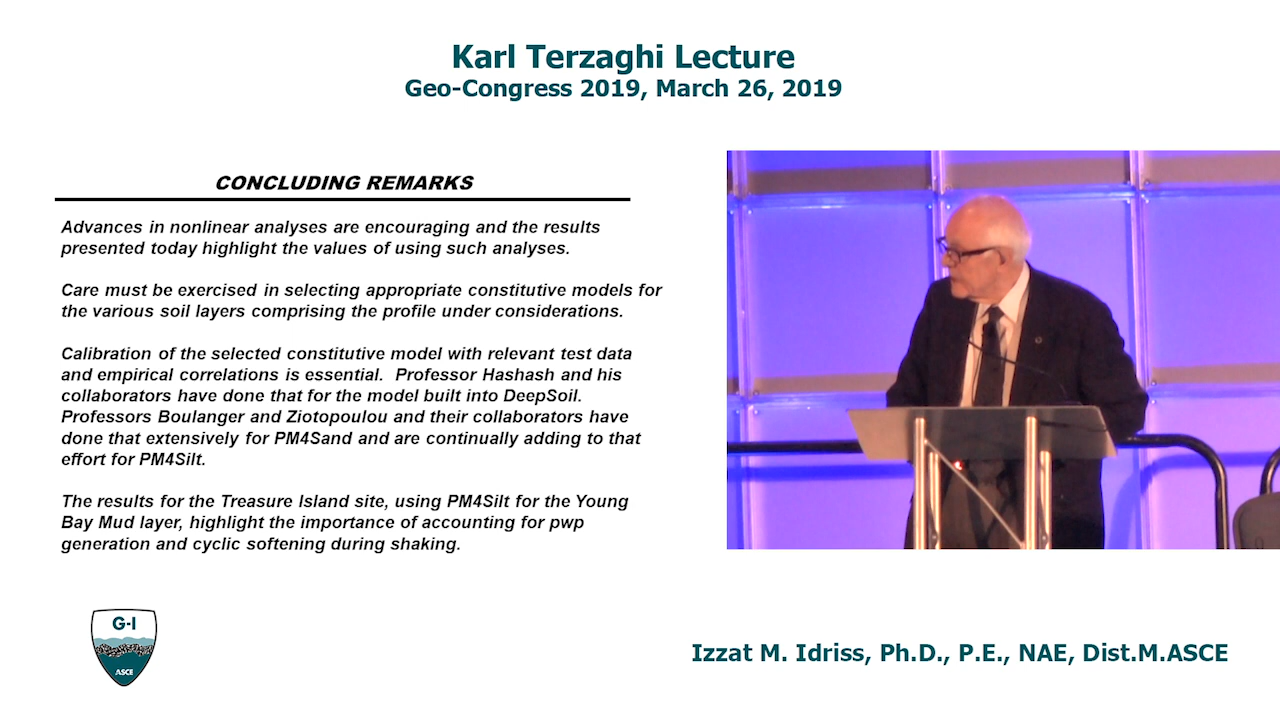 Karl Terzaghi Lecture
Geo-Congress 2019, March 26, 2019
CONCLUDING REMARKS
Advances in nonlinear analyses are encouraging and the results
presented today highlight the values of using such analyses.
Care must be exercised in selecting appropriate constitutive models for
the various soil layers comprising the profile under considerations.
Calibration of the selected constitutive model with relevant test data
and empirical correlations is essential.  Professor Hashash and his
collaborators have done that for the model built into DeepSoil.
Professors Boulanger and Ziotopoulou and their collaborators have
done that extensively for PM4Sand and are continually adding to that
effort for PM4Silt.
The results for the Treasure Island site, using PM4Silt for the Young
Bay Mud layer, highlight the importance of accounting for pwp
generation and cyclic softening during shaking.
G-I
ASCE
Izzat M. Idriss, Ph.D., P.E., NAE, Dist.M.ASCE